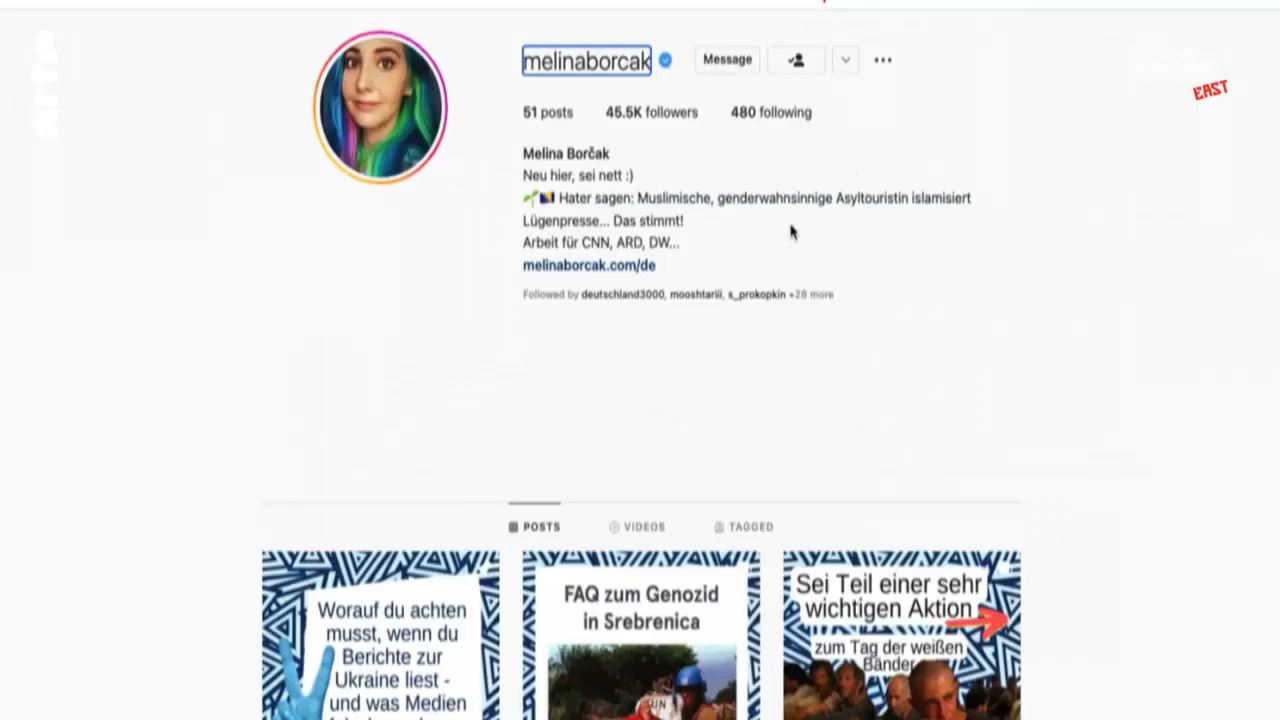 arte
EAST
melinaborcak
Message
51 posts 45.5K followers 480 following
Melina Borčak
Neu hier, sei nett :)
Hater sagen: Muslimische, genderwahnsinnige Asyltouristin islamisiert
Lügenpresse... Das stimmt!
Arbeit für CNN, ARD, DW...
melinaborcak.com/de
Followed by deutschland3000, mooshtariii, s_prokopkin +28 more
POSTS VIDEOS TAGGED
Worauf du achten
musst, wenn du
Berichte zur
Ukraine liest -
und was Medien
FAQ zum Genozid
in Srebrenica
UN
Sei Teil einer sehr
wichtigen Aktion
zum Tag der weißen
Bänder